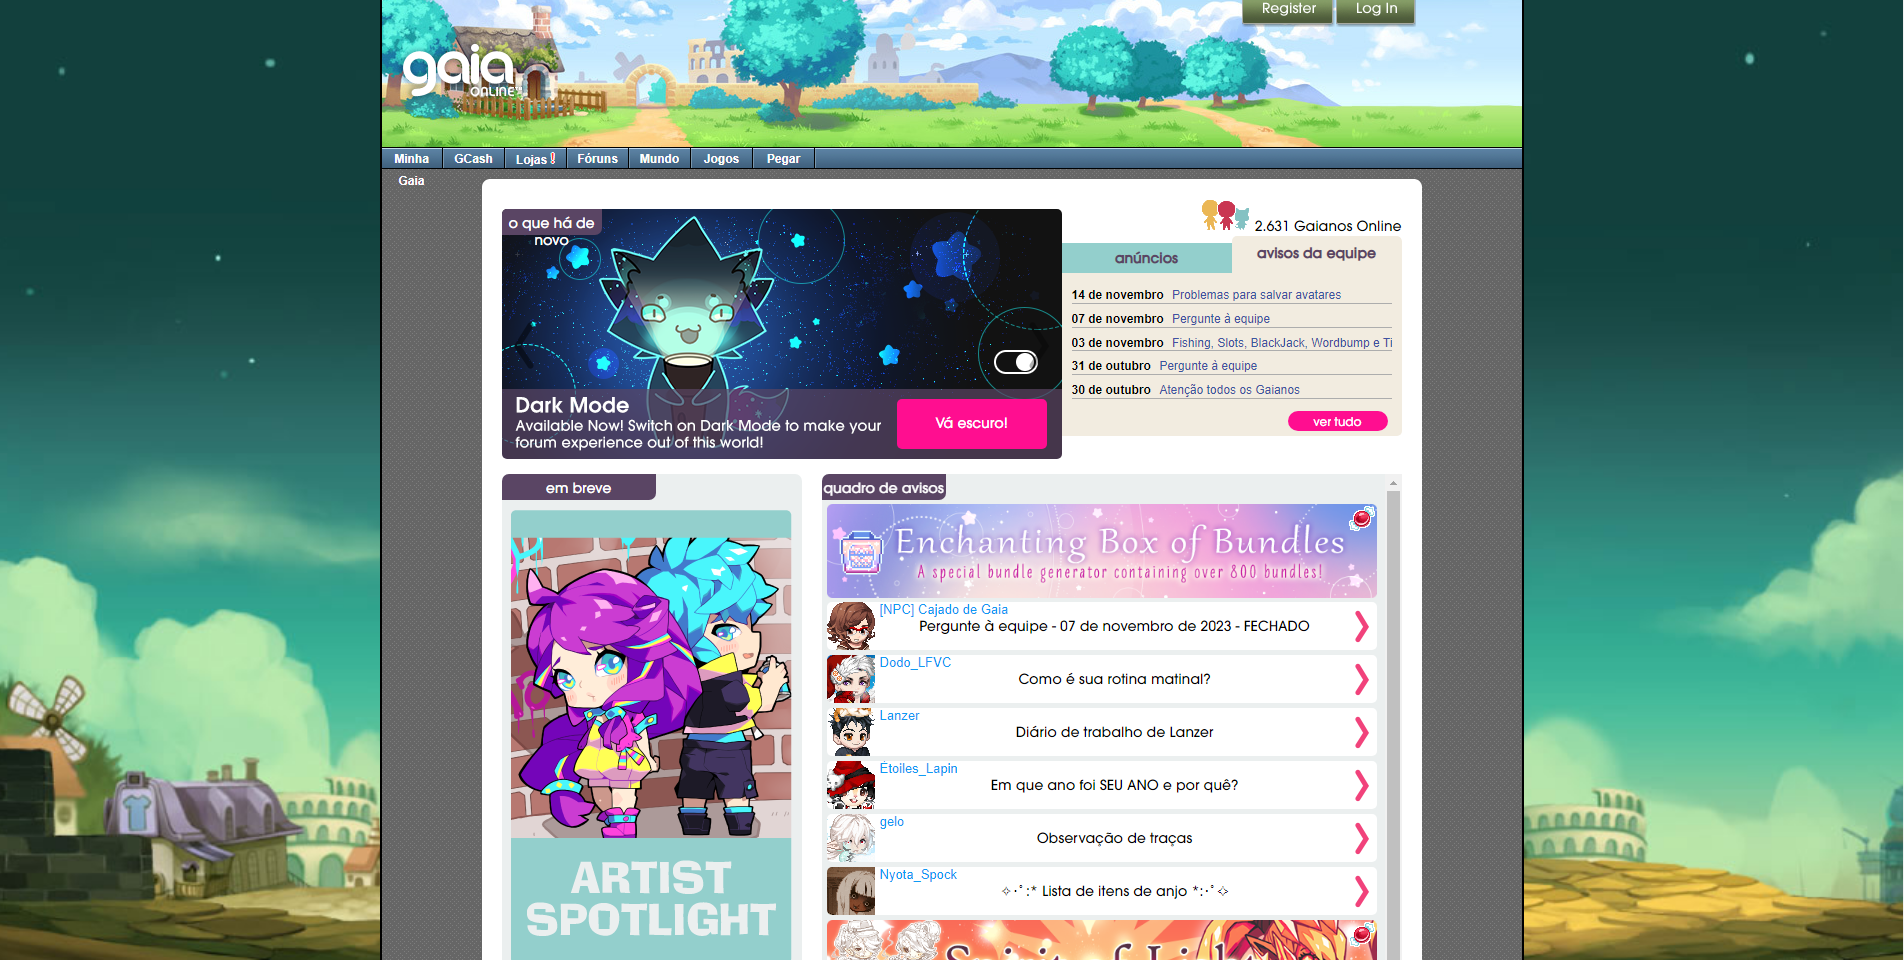 Register
Log In
gaia
ONLINE
Minha Gaia
GCash
Lojas!
Fóruns
Mundo
Jogos
Pegar
o que há de novo
Dark Mode
Available Now! Switch on Dark Mode to make your
forum experience out of this world!
Vá escuro!
2.631 Gaianos Online
anúncios
avisos da equipe
14 de novembro Problemas para salvar avatares
07 de novembro Pergunte à equipe
03 de novembro Fishing, Slots, BlackJack, Wordbump e Ti
31 de outubro Pergunte à equipe
30 de outubro Atenção todos os Gaianos
ver tudo
em breve
ARTIST
SPOTLIGHT
quadro de avisos
Enchanting Box of Bundles
A special bundle generator containing over 800 bundles!
[NPC] Cajado de Gaia
Pergunte à equipe - 07 de novembro de 2023 - FECHADO
Dodo_LFVC
Como é sua rotina matinal?
Lanzer
Diário de trabalho de Lanzer
Étoiles_Lapin
Em que ano foi SEU ANO e por quê?
gelo
Observação de traças
Nyota_Spock
✧･ﾟ:* Lista de itens de anjo *:･ﾟ✧
Spirit of Light